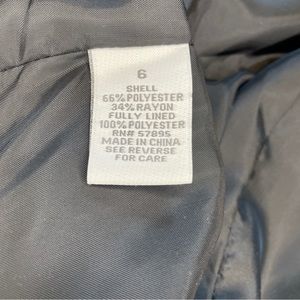 6
SHELL
66% POLYESTER
34% RAYON
FULLY LINED
100% POLYESTER
RN# 57895
MADE IN CHINA
SEE REVERSE
FOR CARE